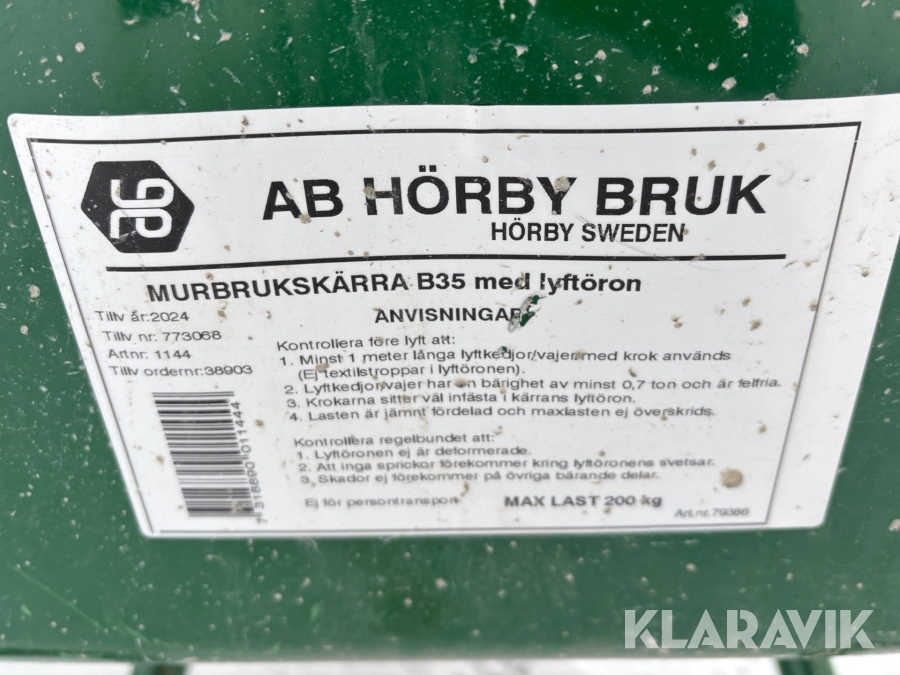 AB HÖRBY BRUK
HÖRBY SWEDEN
MURBRUKSKÄRRA B35 med lyftöron
Tillv år:2024
Tillv nr: 773068
Artnr: 1144
Tillv ordernr:38903
ANVISNINGAR
Kontrollera före lyft att:
1. Minst 1 meter långa lyftkedjor/vajer med krok används
(Ej textilstroppar i lyftöronen).
2. Lyftkedjor/vajer har en bärighet av minst 0,7 ton och är felfria.
3. Krokarna sitter väl infästa i kärrans lyftöron.
4. Lasten är jämnt fördelad och maxlasten ej överskrids.
Kontrollera regelbundet att:
1. Lyftöronen ej är deformerade.
2. Att inga sprickor förekommer kring lyftöronens svetsar.
3. Skador ej förekommer på övriga bärande delar.
Ej för persontransport
MAX LAST 200 kg
Art.nr. 79366
7 318890 011444
KLARAVIK